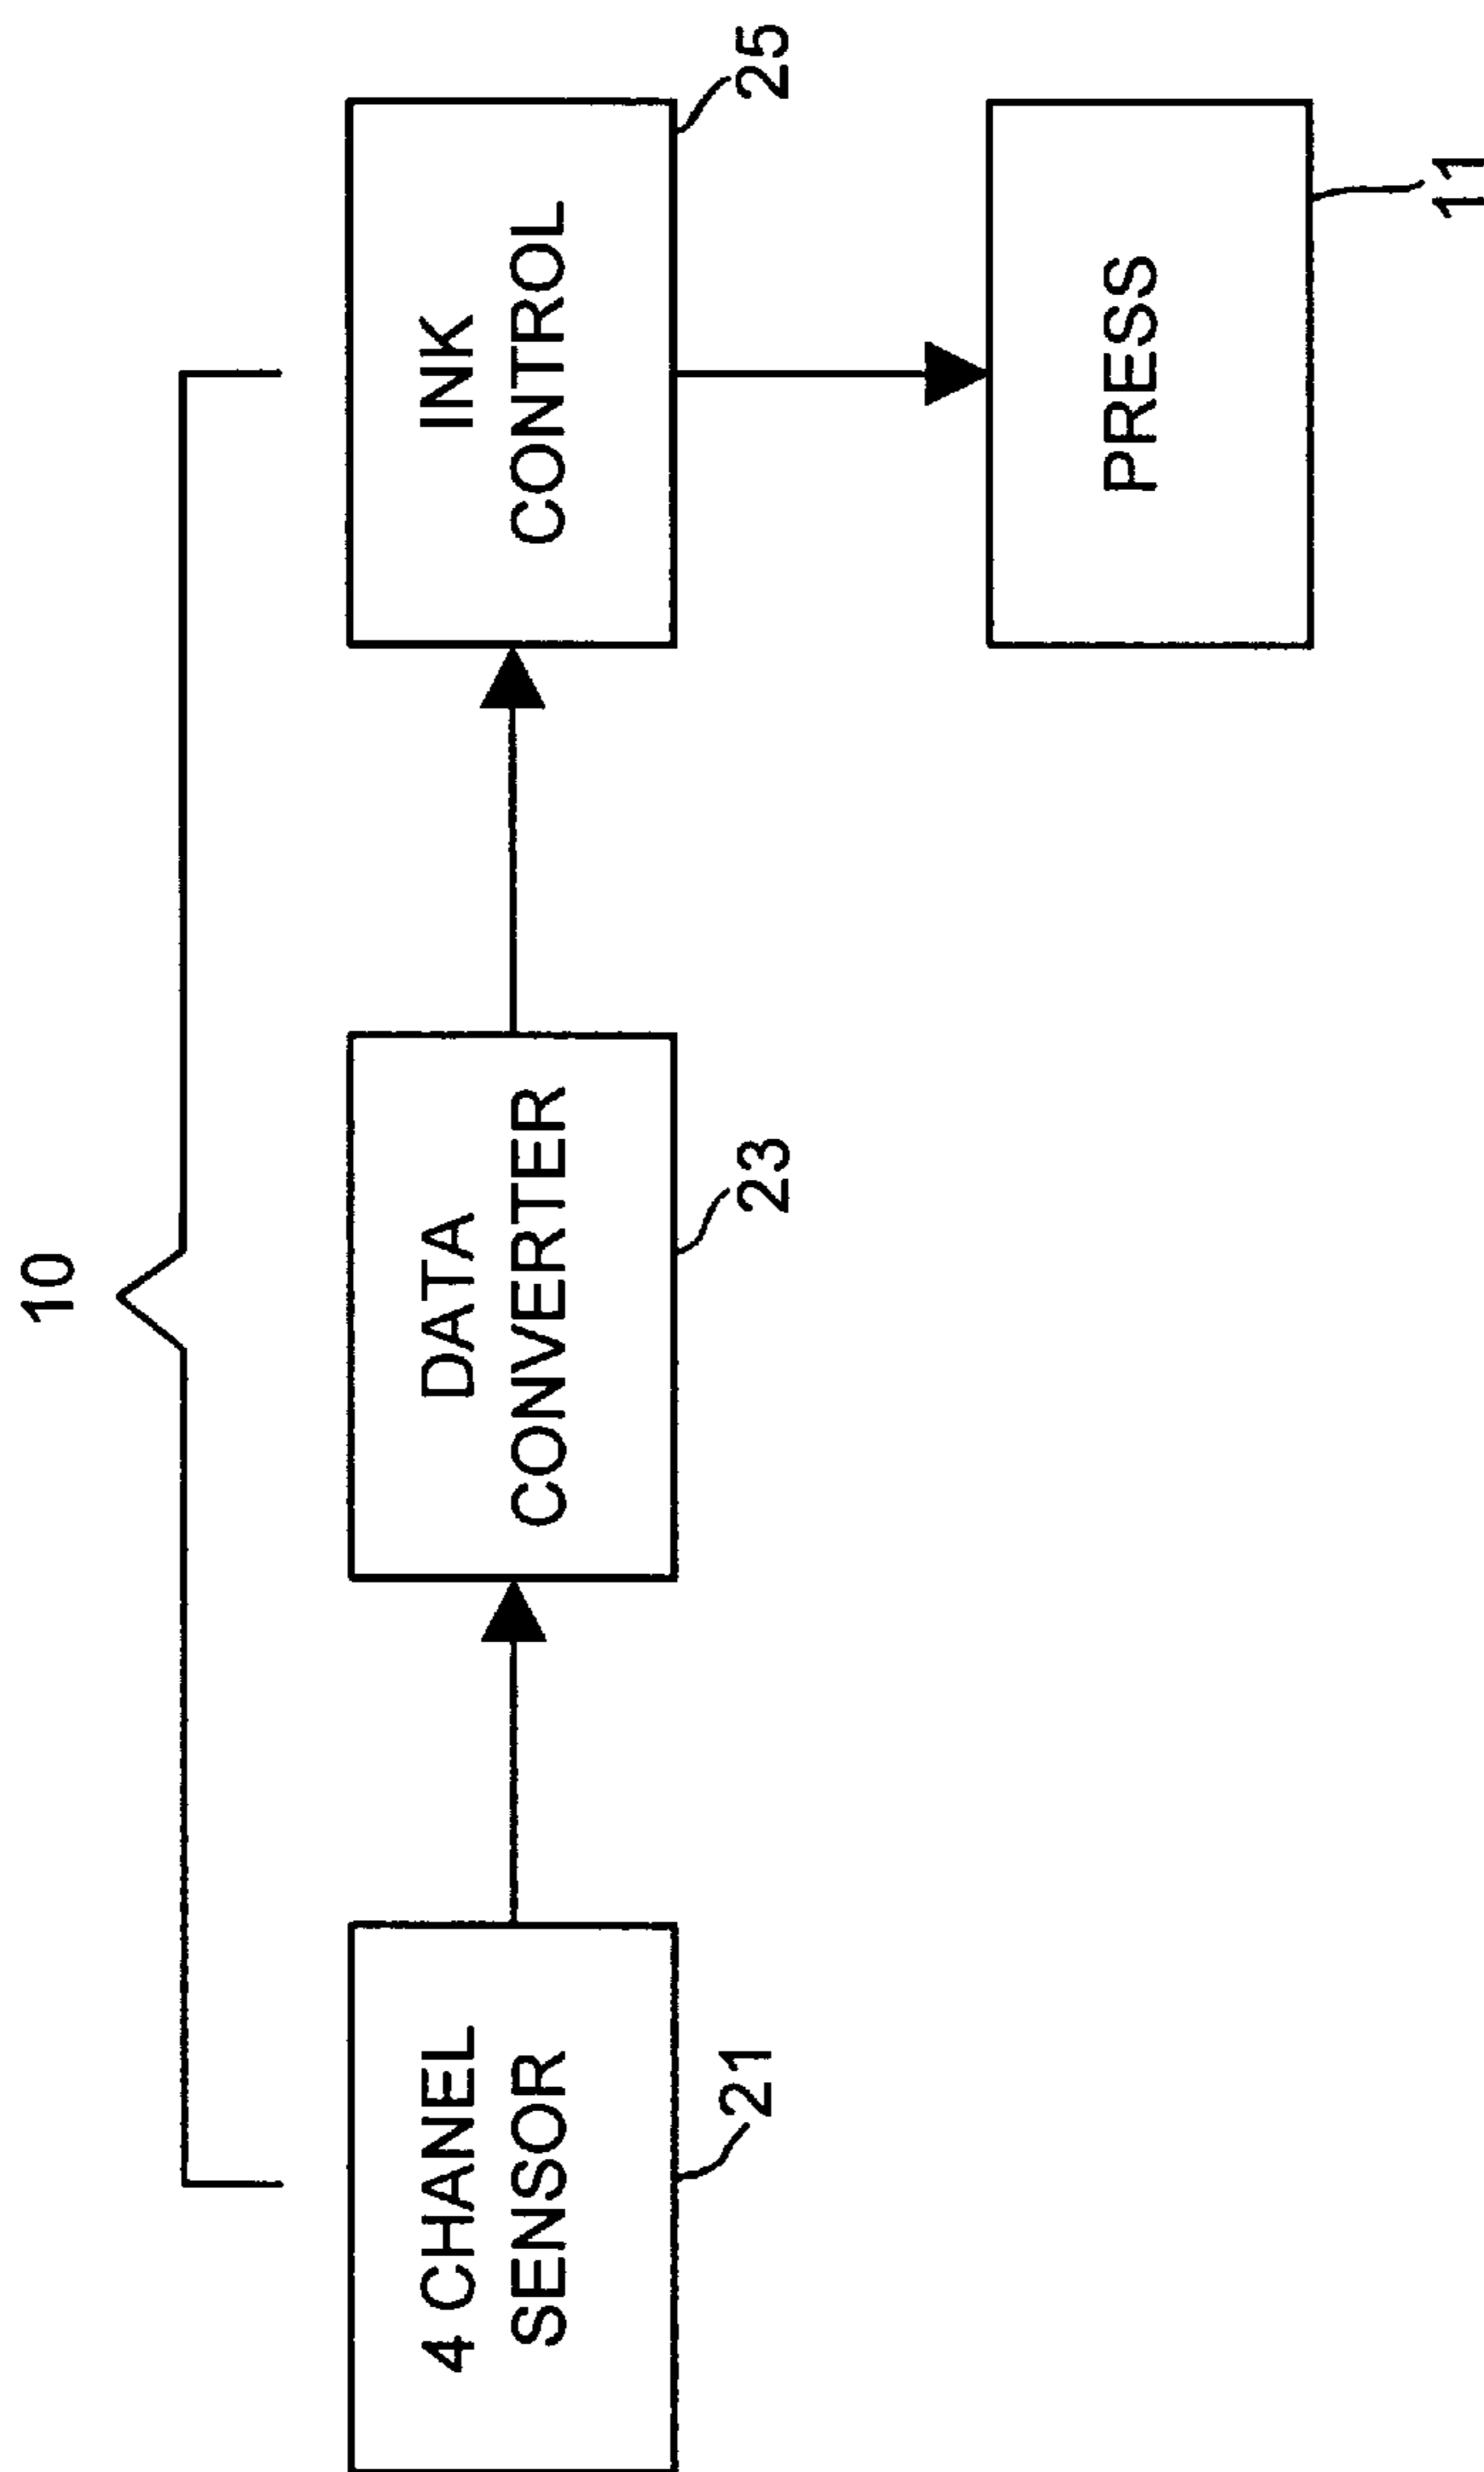 10
4 CHANEL
SENSOR
21
DATA
CONVERTER
23
INK
CONTROL
25
PRESS
11